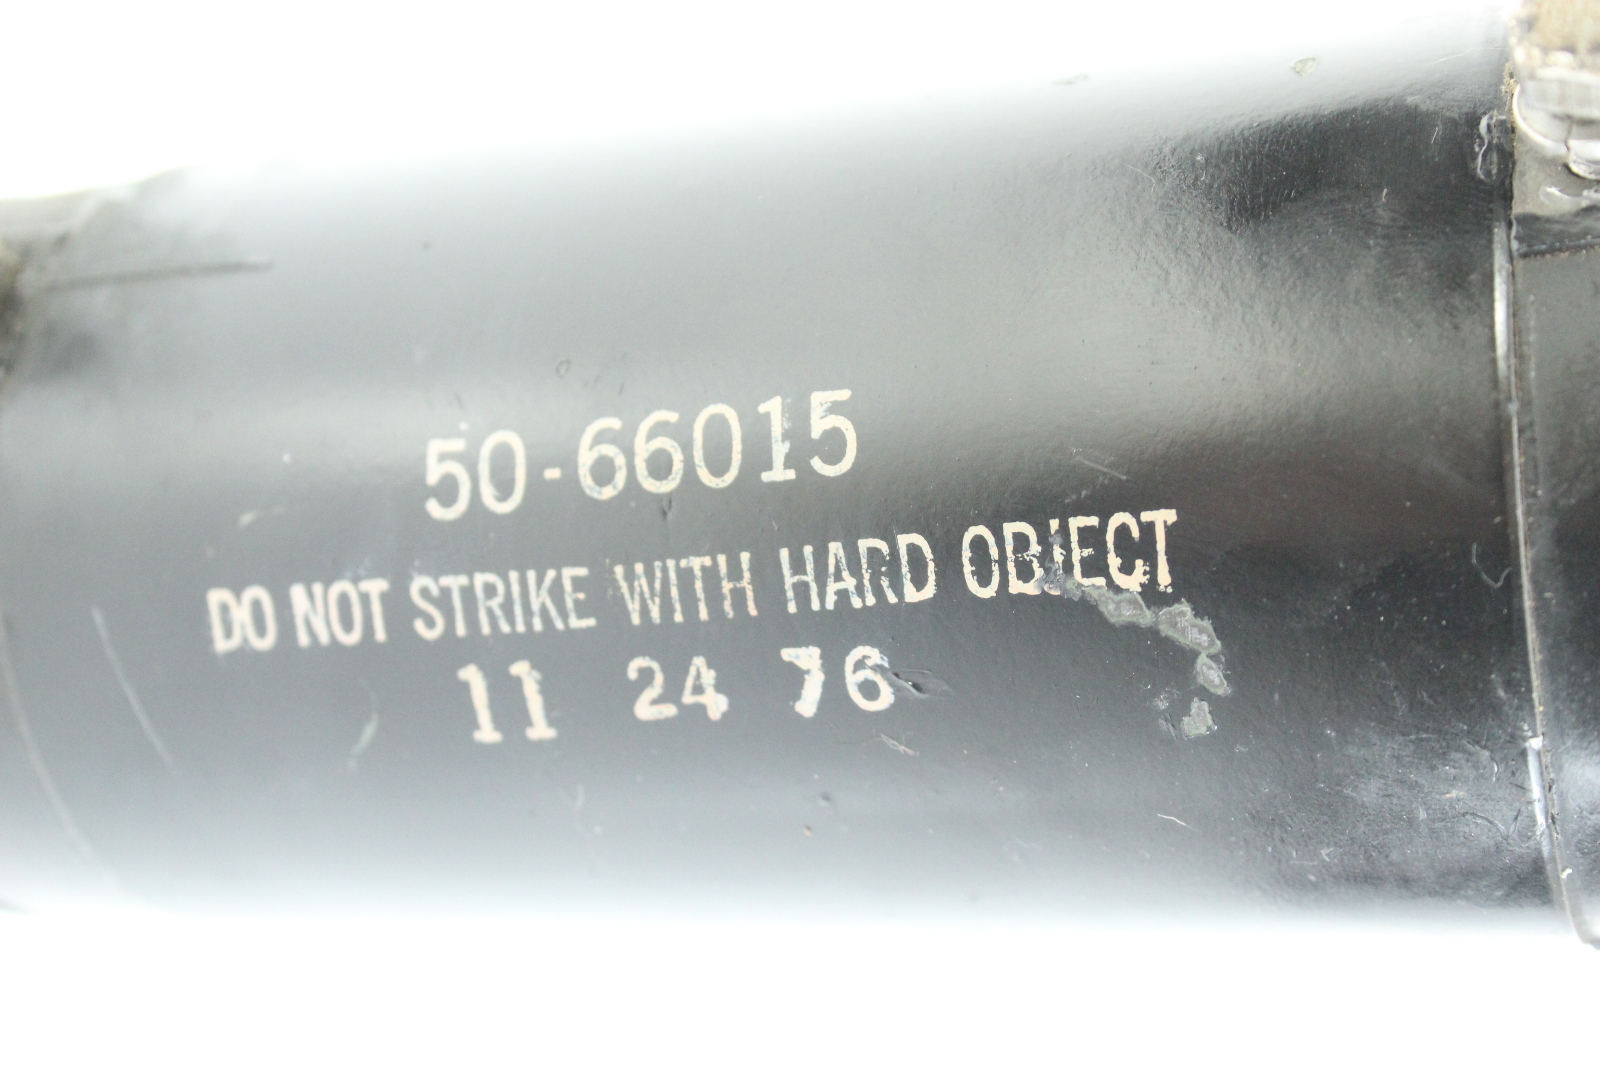 50-66015
DO NOT STRIKE WITH HARD OBJECT
11 24 76